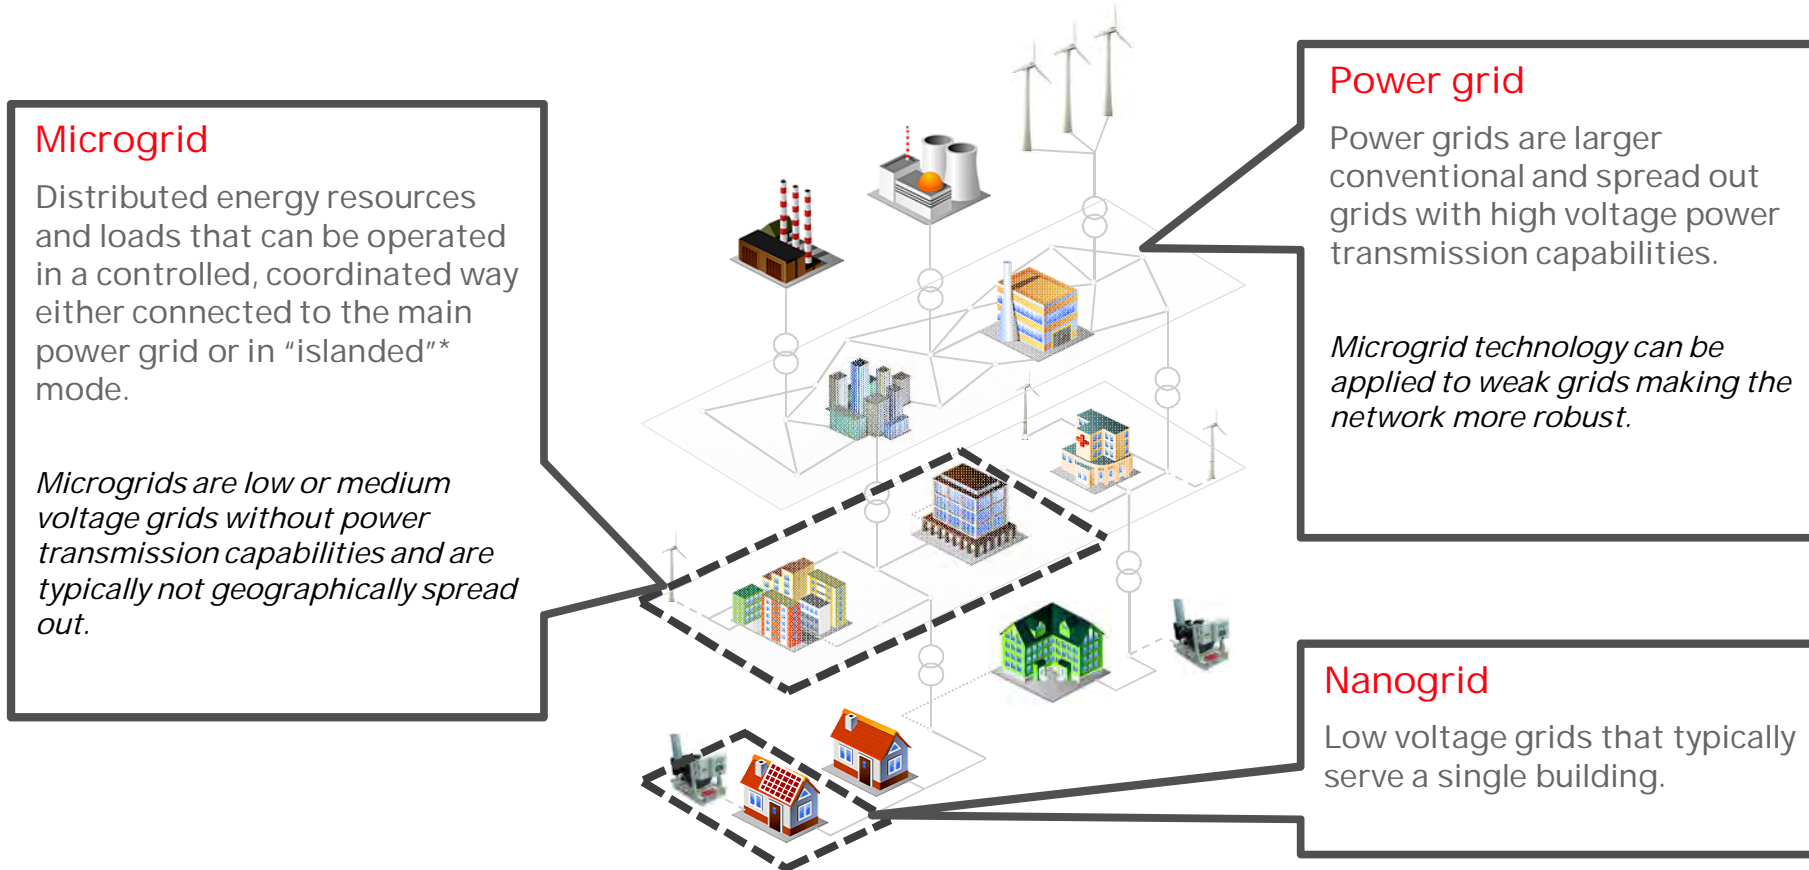 Microgrid
Distributed energy resources
and loads that can be operated
in a controlled, coordinated way
either connected to the main
power grid or in “islanded”*
mode.
Microgrids are low or medium
voltage grids without power
transmission capabilities and are
typically not geographically spread
out.
Power grid
Power grids are larger
conventional and spread out
grids with high voltage power
transmission capabilities.
Microgrid technology can be
applied to weak grids making the
network more robust.
Nanogrid
Low voltage grids that typically
serve a single building.